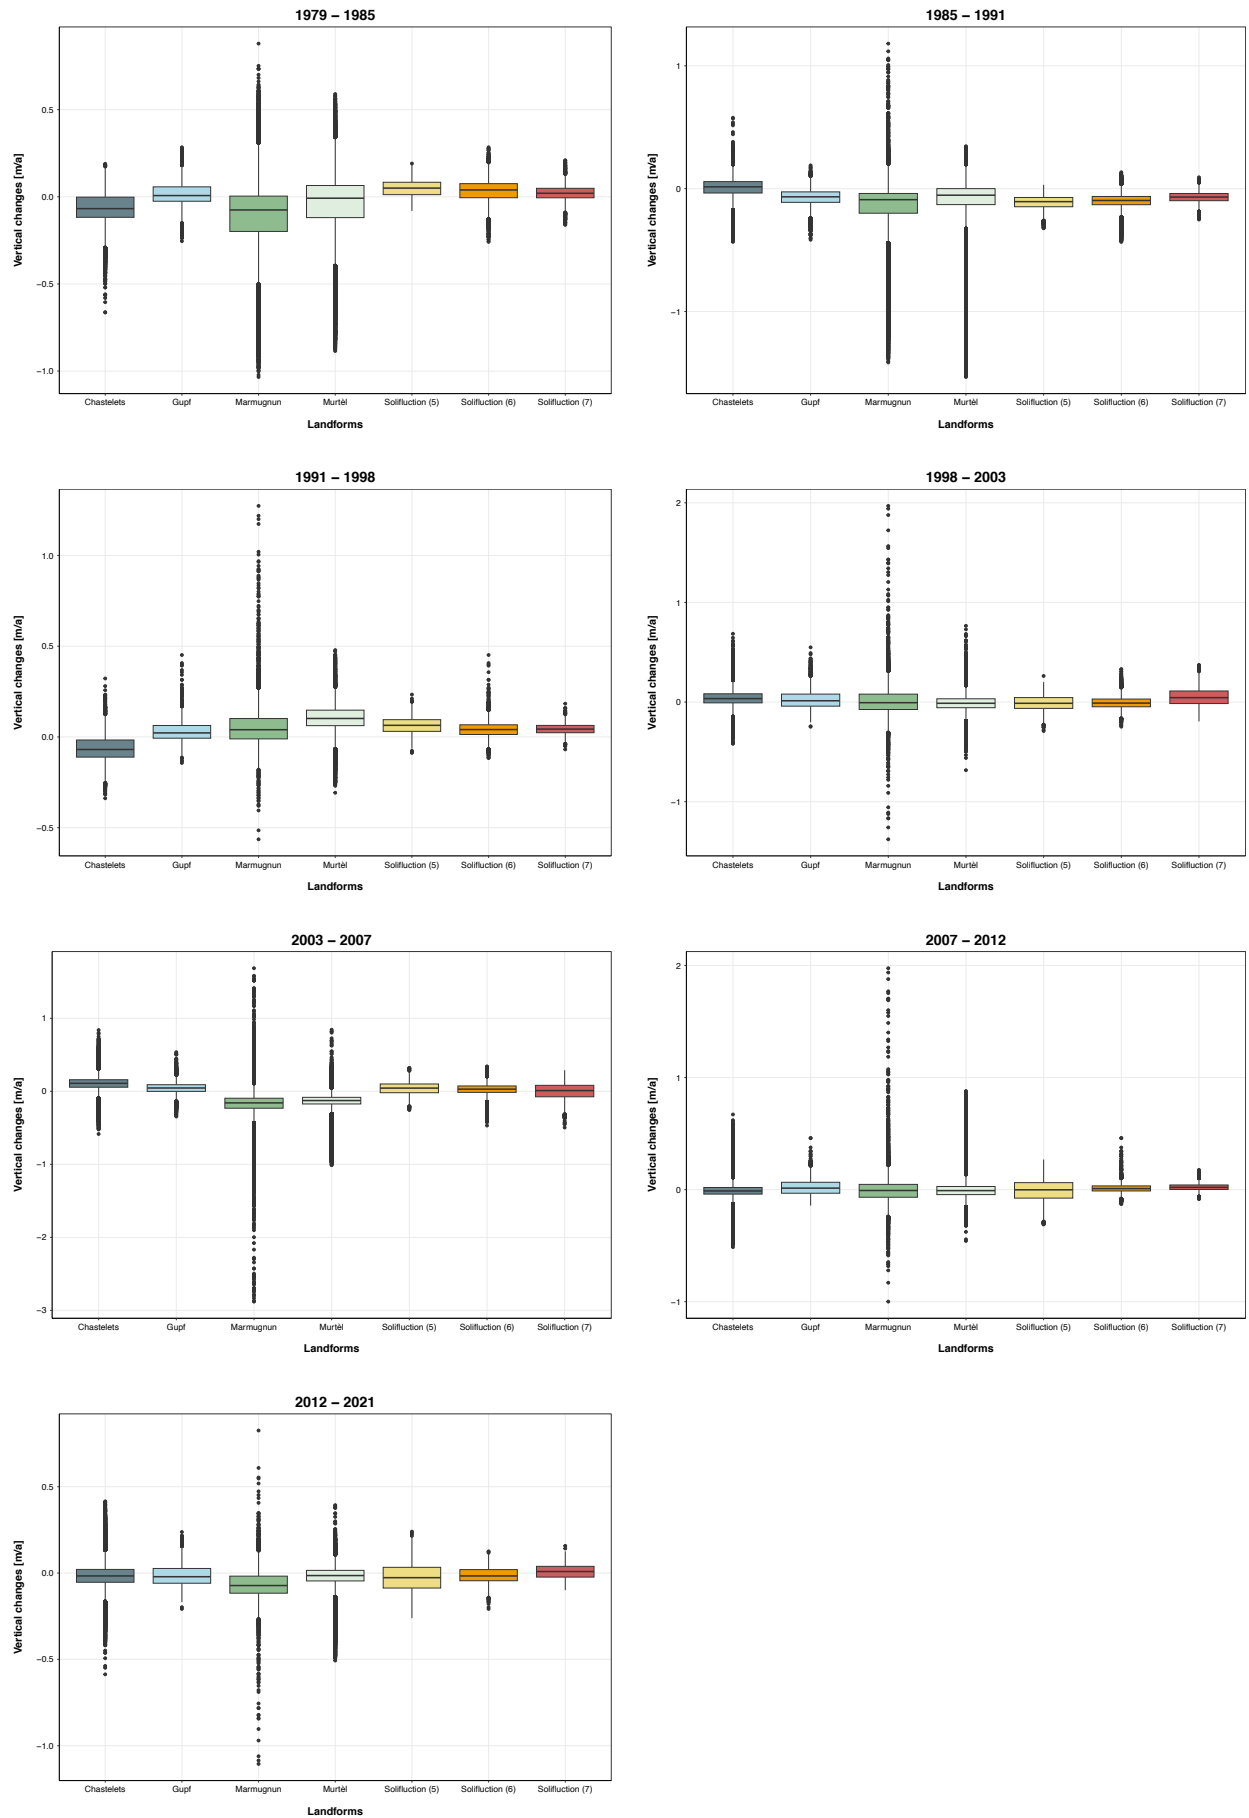 1979 – 1985
Vertical changes [m/a]
0.5
0.0
−0.5
−1.0
Chastelets Gupf Marmugnun Murtèl Solifluction (5) Solifluction (6) Solifluction (7)
Landforms
1985 – 1991
Vertical changes [m/a]
1
0
−1
Chastelets Gupf Marmugnun Murtèl Solifluction (5) Solifluction (6) Solifluction (7)
Landforms
1991 – 1998
Vertical changes [m/a]
1.0
0.5
0.0
−0.5
Chastelets Gupf Marmugnun Murtèl Solifluction (5) Solifluction (6) Solifluction (7)
Landforms
1998 – 2003
Vertical changes [m/a]
2
1
0
−1
Chastelets Gupf Marmugnun Murtèl Solifluction (5) Solifluction (6) Solifluction (7)
Landforms
2003 – 2007
Vertical changes [m/a]
1
0
−1
−2
−3
Chastelets Gupf Marmugnun Murtèl Solifluction (5) Solifluction (6) Solifluction (7)
Landforms
2007 – 2012
Vertical changes [m/a]
2
1
0
−1
Chastelets Gupf Marmugnun Murtèl Solifluction (5) Solifluction (6) Solifluction (7)
Landforms
2012 – 2021
Vertical changes [m/a]
0.5
0.0
−0.5
−1.0
Chastelets Gupf Marmugnun Murtèl Solifluction (5) Solifluction (6) Solifluction (7)
Landforms